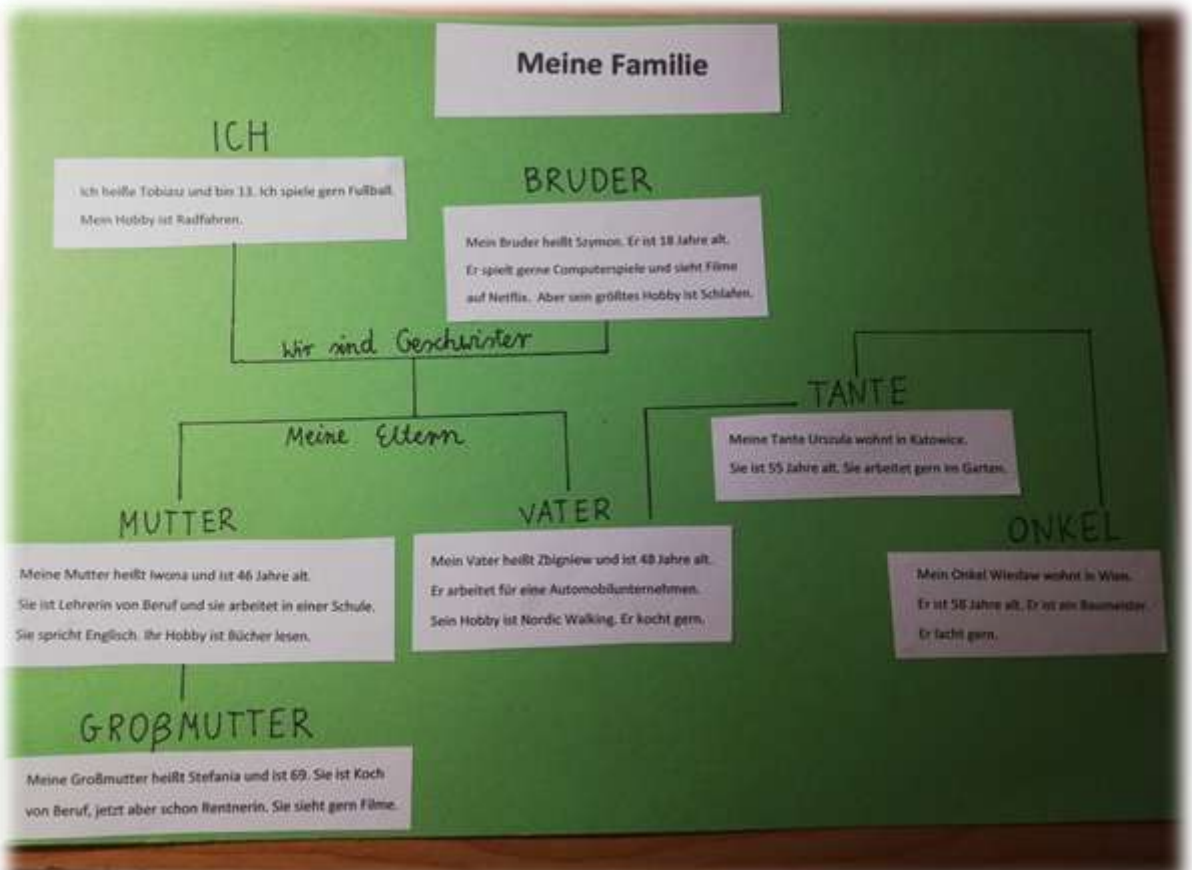 Meine Familie
ICH
Ich heiße Tobiasz und bin 13. Ich spiele gern Fußball.
Mein Hobby ist Radfahren.
BRUDER
Mein Bruder heißt Szymon. Er ist 18 Jahre alt.
Er spielt gerne Computerspiele und sieht Filme
auf Netflix. Aber sein größtes Hobby ist Schlafen.
Wir sind Geschwister
Meine Eltern
TANTE
Meine Tante Urszula wohnt in Katowice.
Sie ist 55 Jahre alt. Sie arbeitet gern im Garten.
MUTTER
Meine Mutter heißt Iwona und ist 46 Jahre alt.
Sie ist Lehrerin von Beruf und sie arbeitet in einer Schule.
Sie spricht Englisch. Ihr Hobby ist Bücher lesen.
VATER
Mein Vater heißt Zbigniew und ist 48 Jahre alt.
Er arbeitet für eine Automobilunternehmen.
Sein Hobby ist Nordic Walking. Er kocht gern.
ONKEL
Mein Onkel Wiesław wohnt in Wien.
Er ist 58 Jahre alt. Er ist ein Baumeister.
Er lacht gern.
GROßMUTTER
Meine Großmutter heißt Stefania und ist 69. Sie ist Koch
von Beruf, jetzt aber schon Rentnerin. Sie sieht gern Filme.